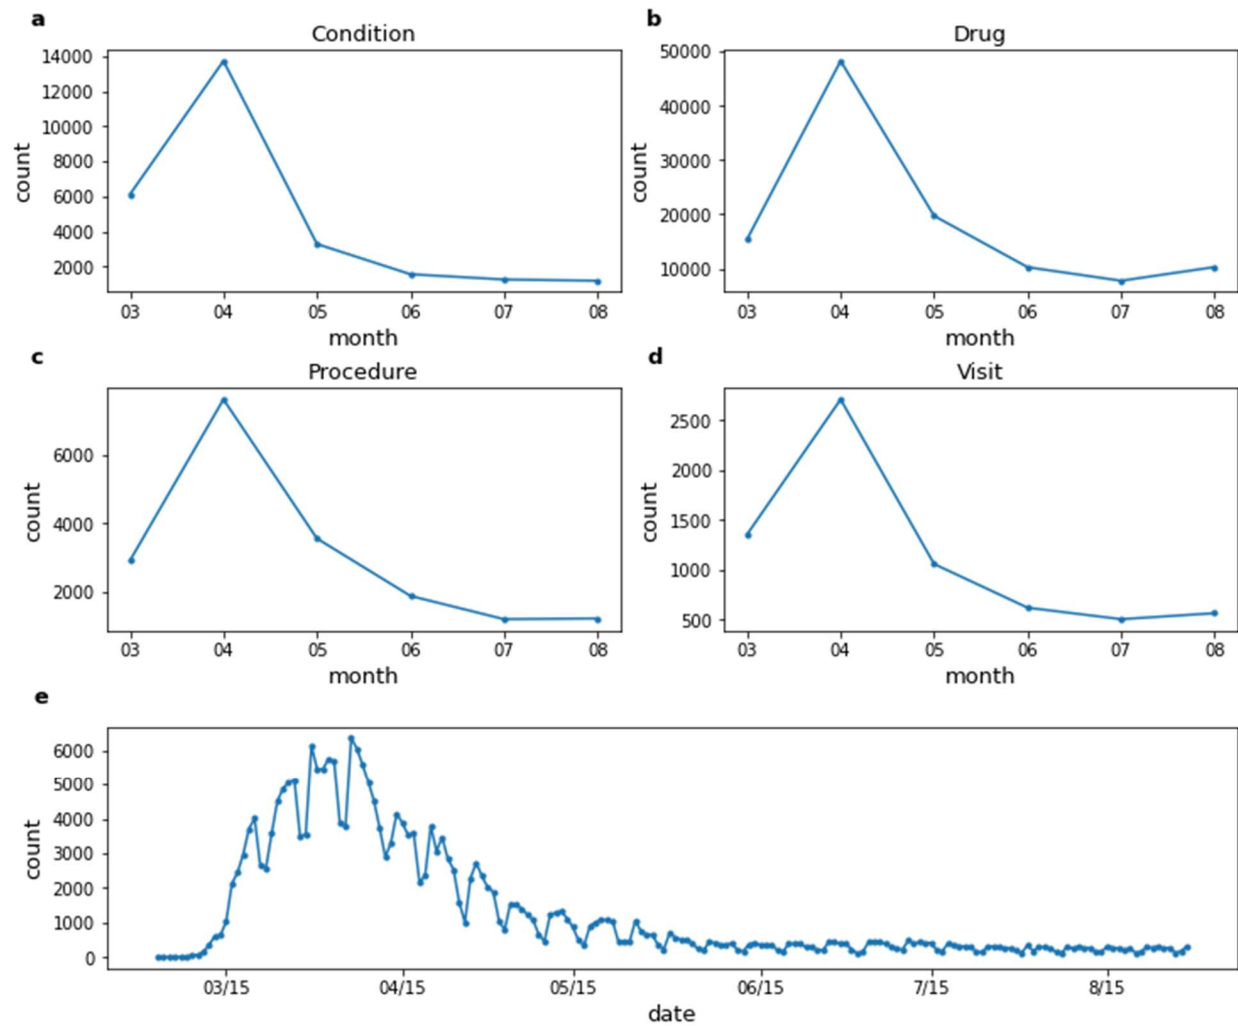 a
Condition
14000
12000
10000
8000
6000
4000
2000
count
03 04 05 06 07 08
month
b
Drug
50000
40000
30000
20000
10000
count
03 04 05 06 07 08
month
c
Procedure
6000
4000
2000
count
03 04 05 06 07 08
month
d
Visit
2500
2000
1500
1000
500
count
03 04 05 06 07 08
month
e
6000
5000
4000
3000
2000
1000
0
count
03/15 04/15 05/15 06/15 7/15 8/15
date